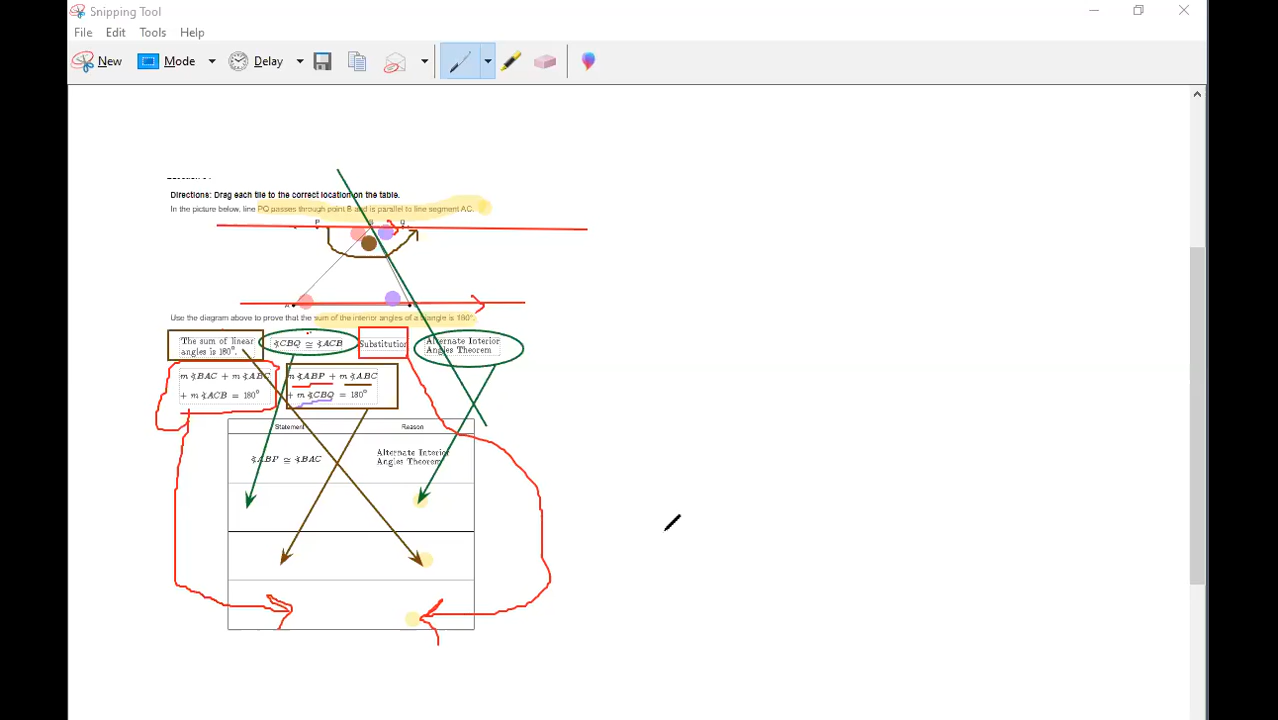 Snipping Tool
File Edit Tools Help
New Mode Delay
Directions: Drag each tile to the correct location on the table.
In the picture below, line PQ passes through point B and is parallel to line segment AC.
P B Q
A
Use the diagram above to prove that the sum of the interior angles of a triangle is 180°.
The sum of linear
angles is 180°.
∡CBQ ≅ ∡ACB
Substitution
Alternate Interior
Angles Theorem
m∡BAC + m∡ABC
+ m∡ACB = 180°
m∡ABP + m∡ABC
+ m∡CBQ = 180°
Statement Reason
∡ABP ≅ ∡BAC
Alternate Interior
Angles Theorem